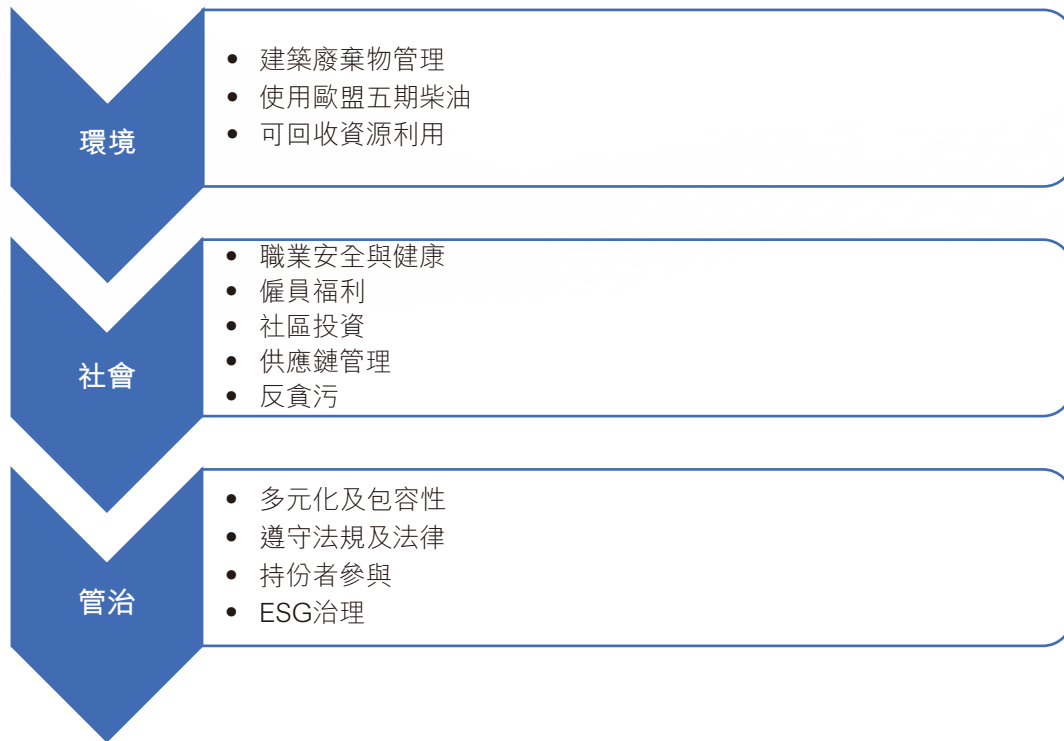 環境
• 建築廢棄物管理
• 使用歐盟五期柴油
• 可回收資源利用
社會
• 職業安全與健康
• 僱員福利
• 社區投資
• 供應鏈管理
• 反貪污
管治
• 多元化及包容性
• 遵守法規及法律
• 持份者參與
• ESG治理